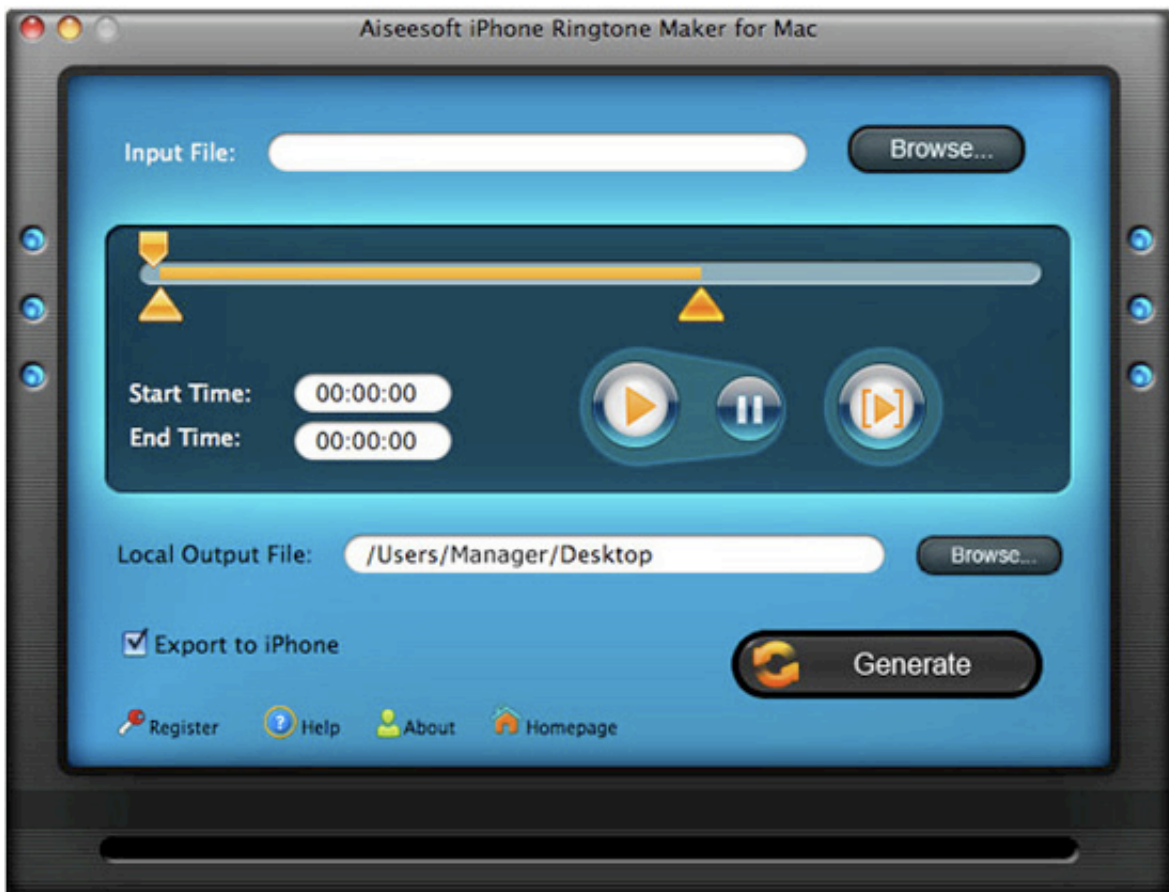 Aiseesoft iPhone Ringtone Maker for Mac
Input File: Browse...
Start Time: 00:00:00
End Time: 00:00:00
Local Output File: /Users/Manager/Desktop Browse...
Export to iPhone
Generate
Register Help About Homepage